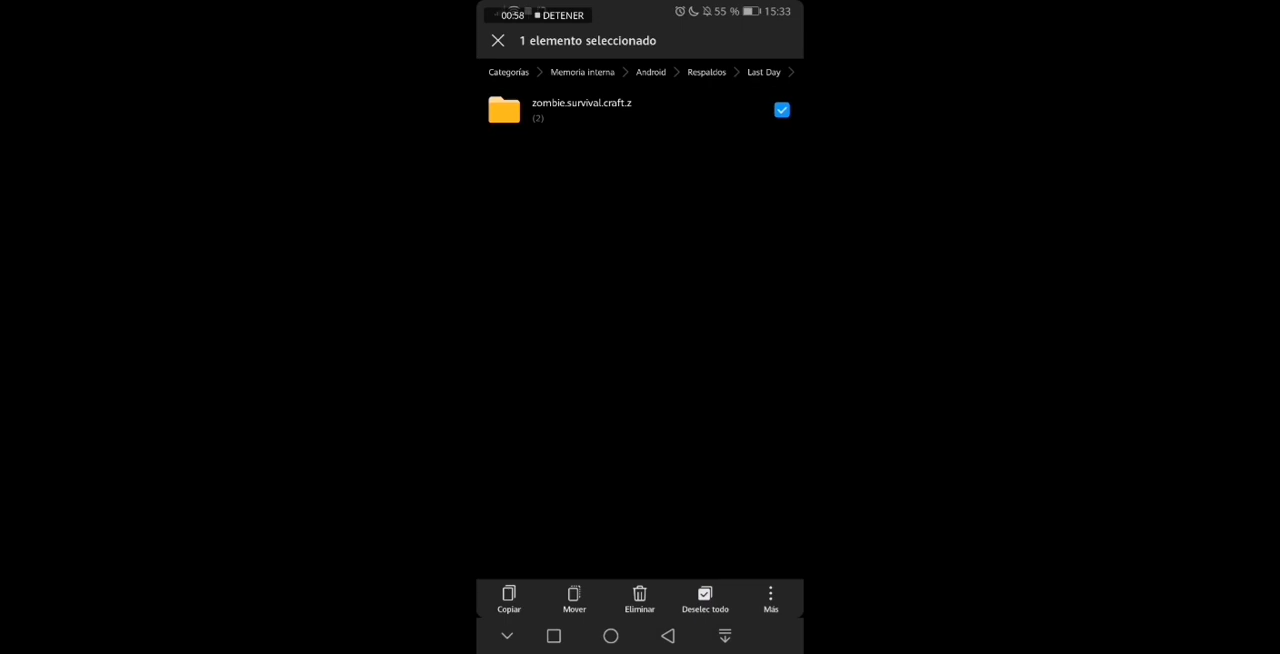 00:58 DETENER 55 % 15:33
1 elemento seleccionado
Categorías Memoria interna Android Respaldos Last Day
zombie.survival.craft.z
(2)
Copiar Mover Eliminar Deselec todo Más